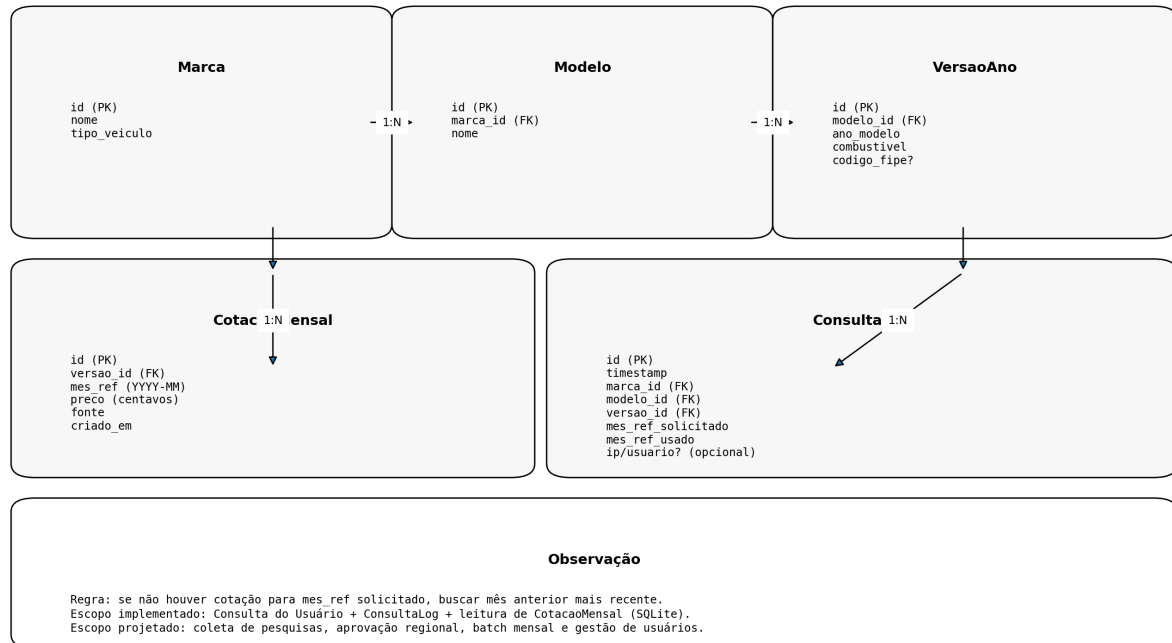 Marca
id (PK)
nome
tipo_veiculo
1:N
Modelo
id (PK)
marca_id (FK)
nome
1:N
VersaoAno
id (PK)
modelo_id (FK)
ano_modelo
combustivel
codigo_fipe?
1:N
id (PK)
versao_id (FK)
mes_ref (YYYY-MM)
preco (centavos)
fonte
criado_em
Consulta 1:N
id (PK)
timestamp
marca_id (FK)
modelo_id (FK)
versao_id (FK)
mes_ref_solicitado
mes_ref_usado
ip/usuario? (opcional)
Observação
Regra: se não houver cotação para mes_ref solicitado, buscar mês anterior mais recente.
Escopo implementado: Consulta do Usuário + ConsultaLog + leitura de CotacaoMensal (SQLite).
Escopo projetado: coleta de pesquisas, aprovação regional, batch mensal e gestão de usuários.